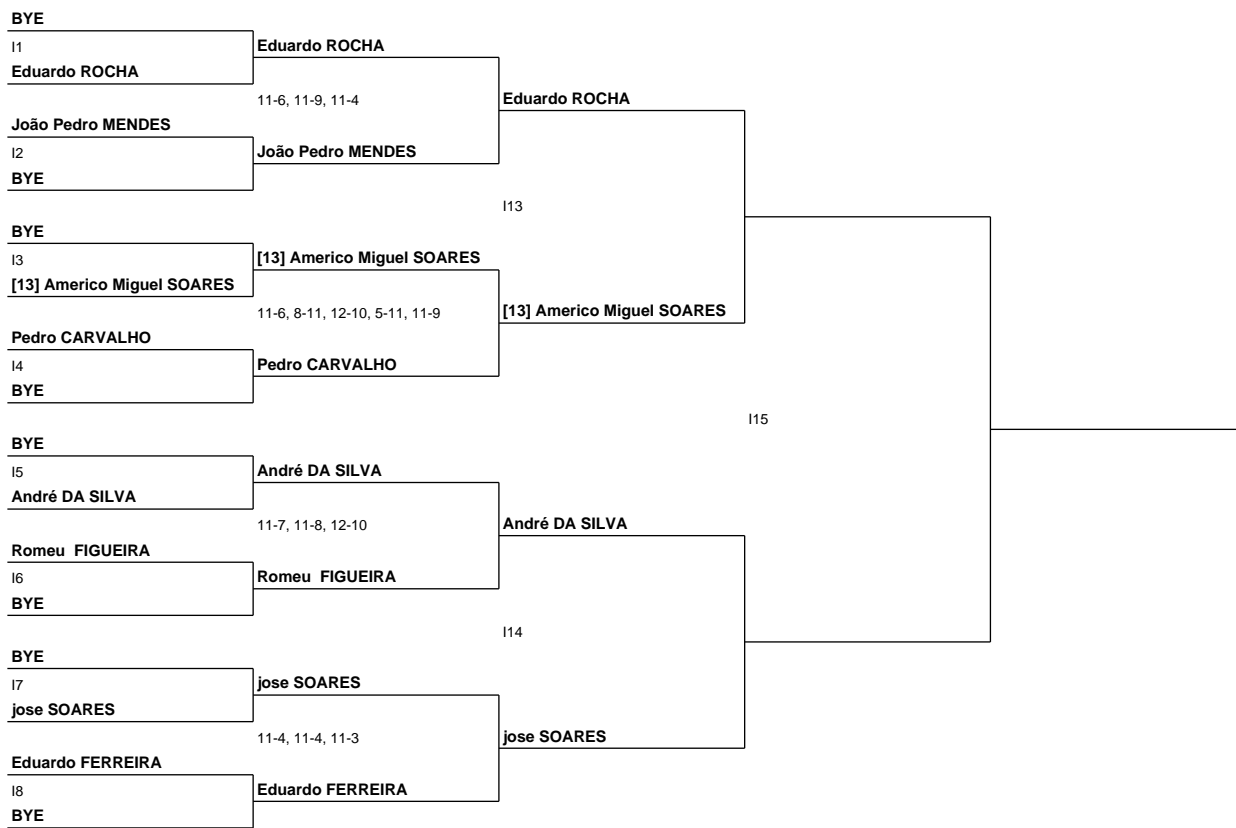 BYE
I1
Eduardo ROCHA
Eduardo ROCHA
11-6, 11-9, 11-4
Eduardo ROCHA
João Pedro MENDES
I2
João Pedro MENDES
BYE
I13
BYE
I3
[13] Americo Miguel SOARES
[13] Americo Miguel SOARES
11-6, 8-11, 12-10, 5-11, 11-9
[13] Americo Miguel SOARES
Pedro CARVALHO
I4
Pedro CARVALHO
BYE
I15
BYE
I5
André DA SILVA
André DA SILVA
11-7, 11-8, 12-10
André DA SILVA
Romeu  FIGUEIRA
I6
Romeu  FIGUEIRA
BYE
I14
BYE
I7
jose SOARES
jose SOARES
11-4, 11-4, 11-3
jose SOARES
Eduardo FERREIRA
I8
Eduardo FERREIRA
BYE